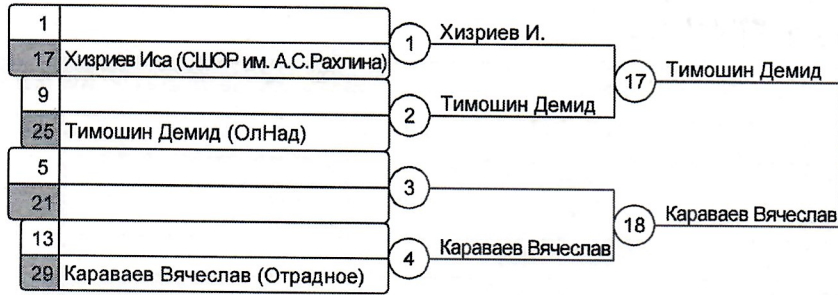 1
17 Хизриев Иса (СШОР им. А.С.Рахлина)
1
Хизриев И.
9
25 Тимошин Демид (ОлНад)
2
Тимошин Демид
17
Тимошин Демид
5
21
3
13
29 Караваев Вячеслав (Отрадное)
4
Караваев Вячеслав
18
Караваев Вячеслав